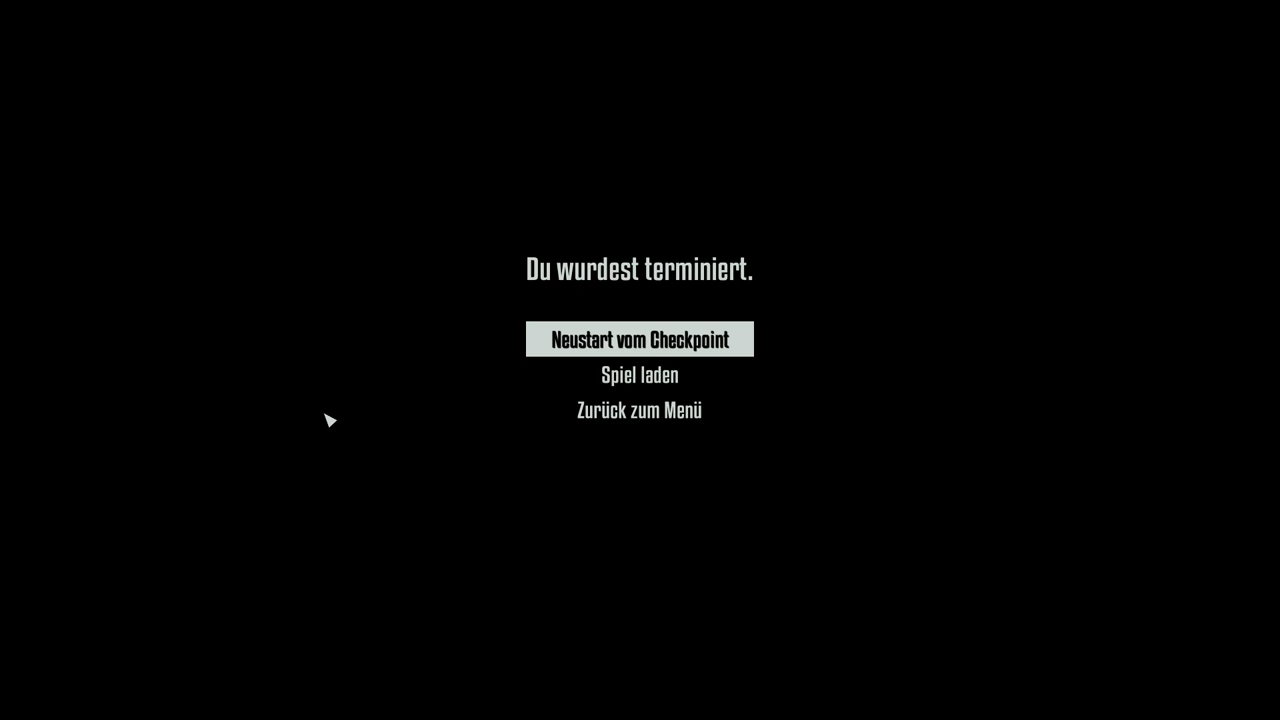 Du wurdest terminiert.
Neustart vom Checkpoint
Spiel laden
Zurück zum Menü